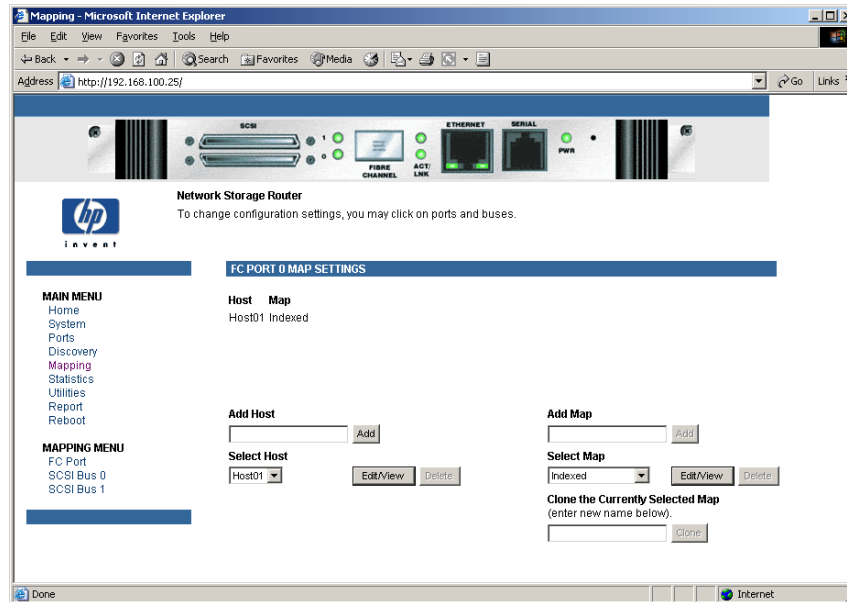 Mapping - Microsoft Internet Explorer
File Edit View Favorites Tools Help
Back Search Favorites Media
Address http://192.168.100.25/ Go Links
SCSI ETHERNET SERIAL
1
0
FIBRE CHANNEL ACT/ LNK PWR
hp
invent
Network Storage Router
To change configuration settings, you may click on ports and buses.
MAIN MENU
Home
System
Ports
Discovery
Mapping
Statistics
Utilities
Report
Reboot
MAPPING MENU
FC Port
SCSI Bus 0
SCSI Bus 1
FC PORT 0 MAP SETTINGS
Host Map
Host01 Indexed
Add Host
Add
Select Host
Host01 Edit/View Delete
Add Map
Add
Select Map
Indexed Edit/View Delete
Clone the Currently Selected Map
(enter new name below).
Clone
Done Internet